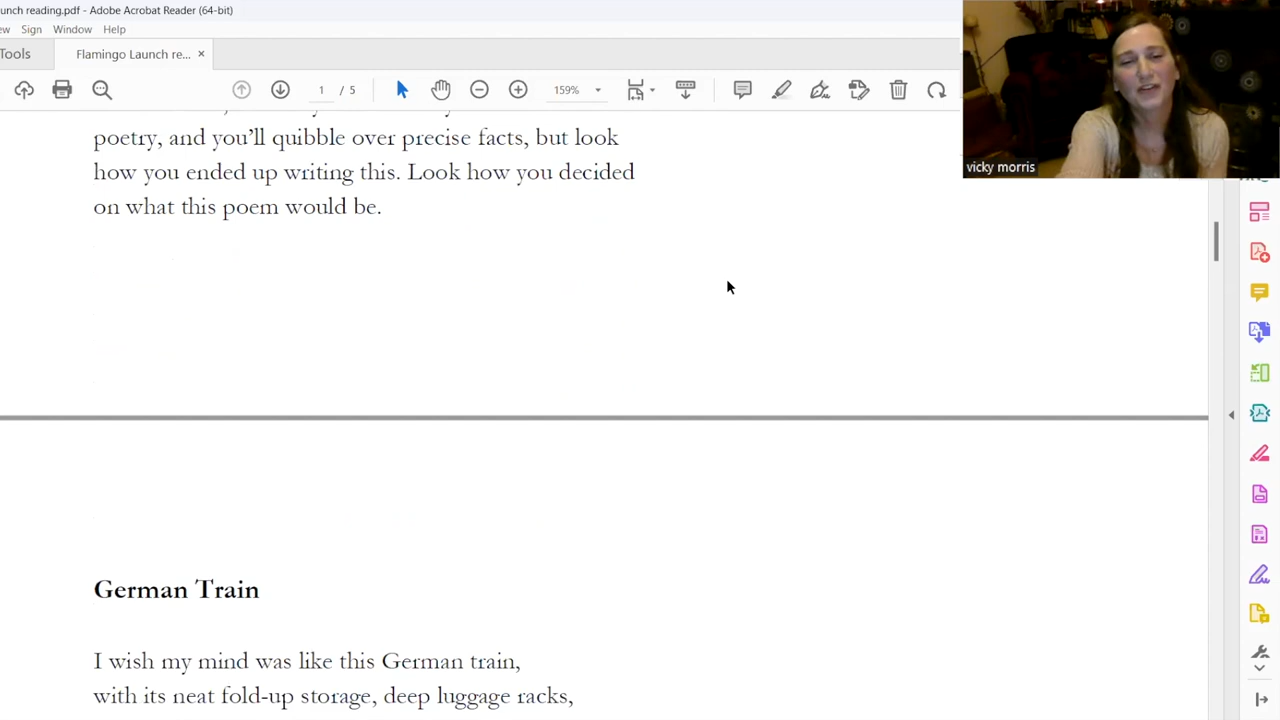 unch reading.pdf - Adobe Acrobat Reader (64-bit)
ew Sign Window Help
Tools Flamingo Launch re... ×
1 / 5 159%
vicky morris
poetry, and you'll quibble over precise facts, but look
how you ended up writing this. Look how you decided
on what this poem would be.
German Train
I wish my mind was like this German train,
with its neat fold-up storage, deep luggage racks,